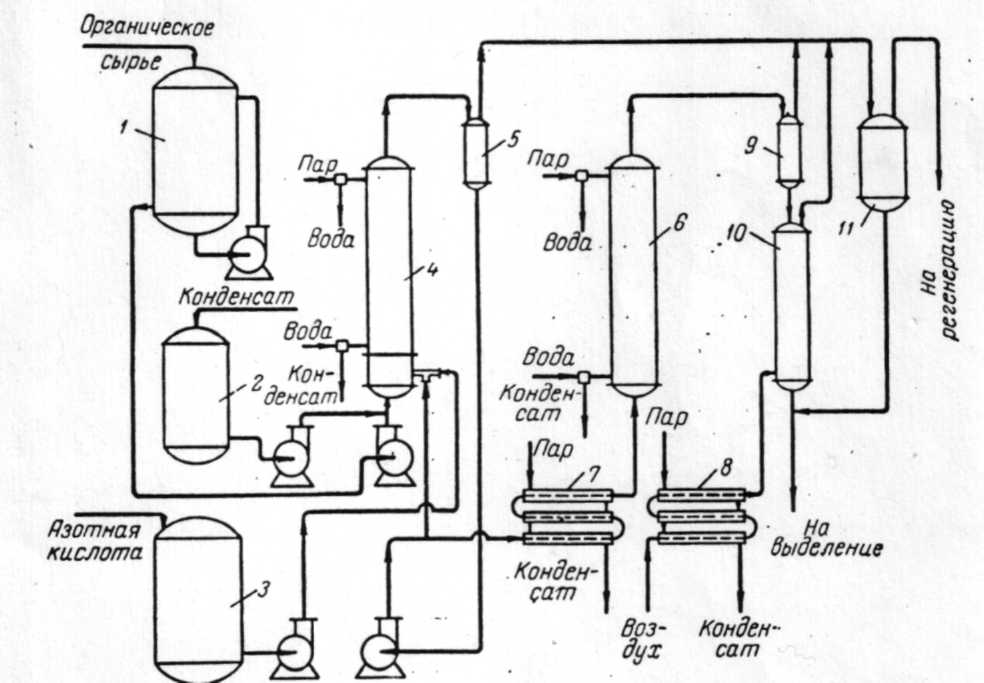 Органическое
сырье
1
Конденсат
2
Азотная
кислота
3
Пар
Вода
4
Вода
Кон-
денсат
5
Пар
Вода
6
Вода
Конден-
сат
Пар
7
Конден-
сат
Пар
8
Воз-
дух
Конден-
сат
9
10
11
На
выделение
На
регенерацию